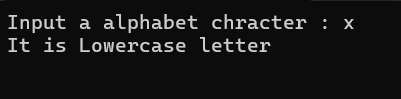 Input a alphabet chracter : x
It is Lowercase letter